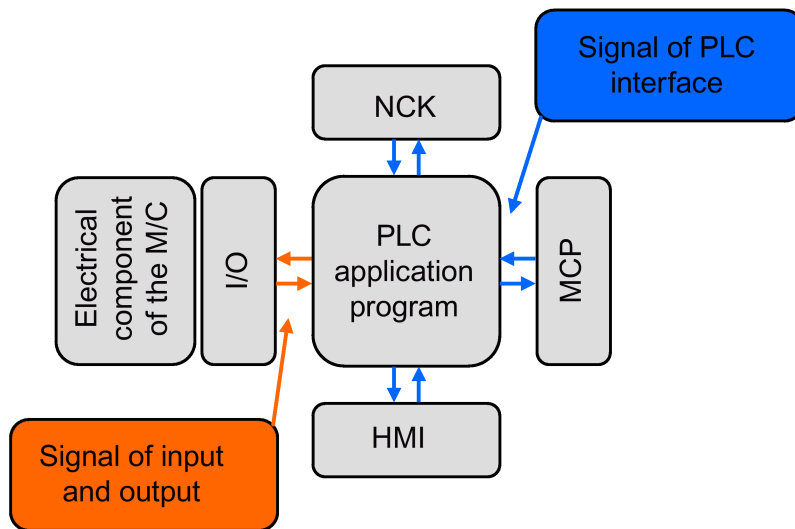 Signal of PLC
interface
NCK
Electrical
component
of the M/C
I/O
PLC
application
program
MCP
HMI
Signal of input
and output